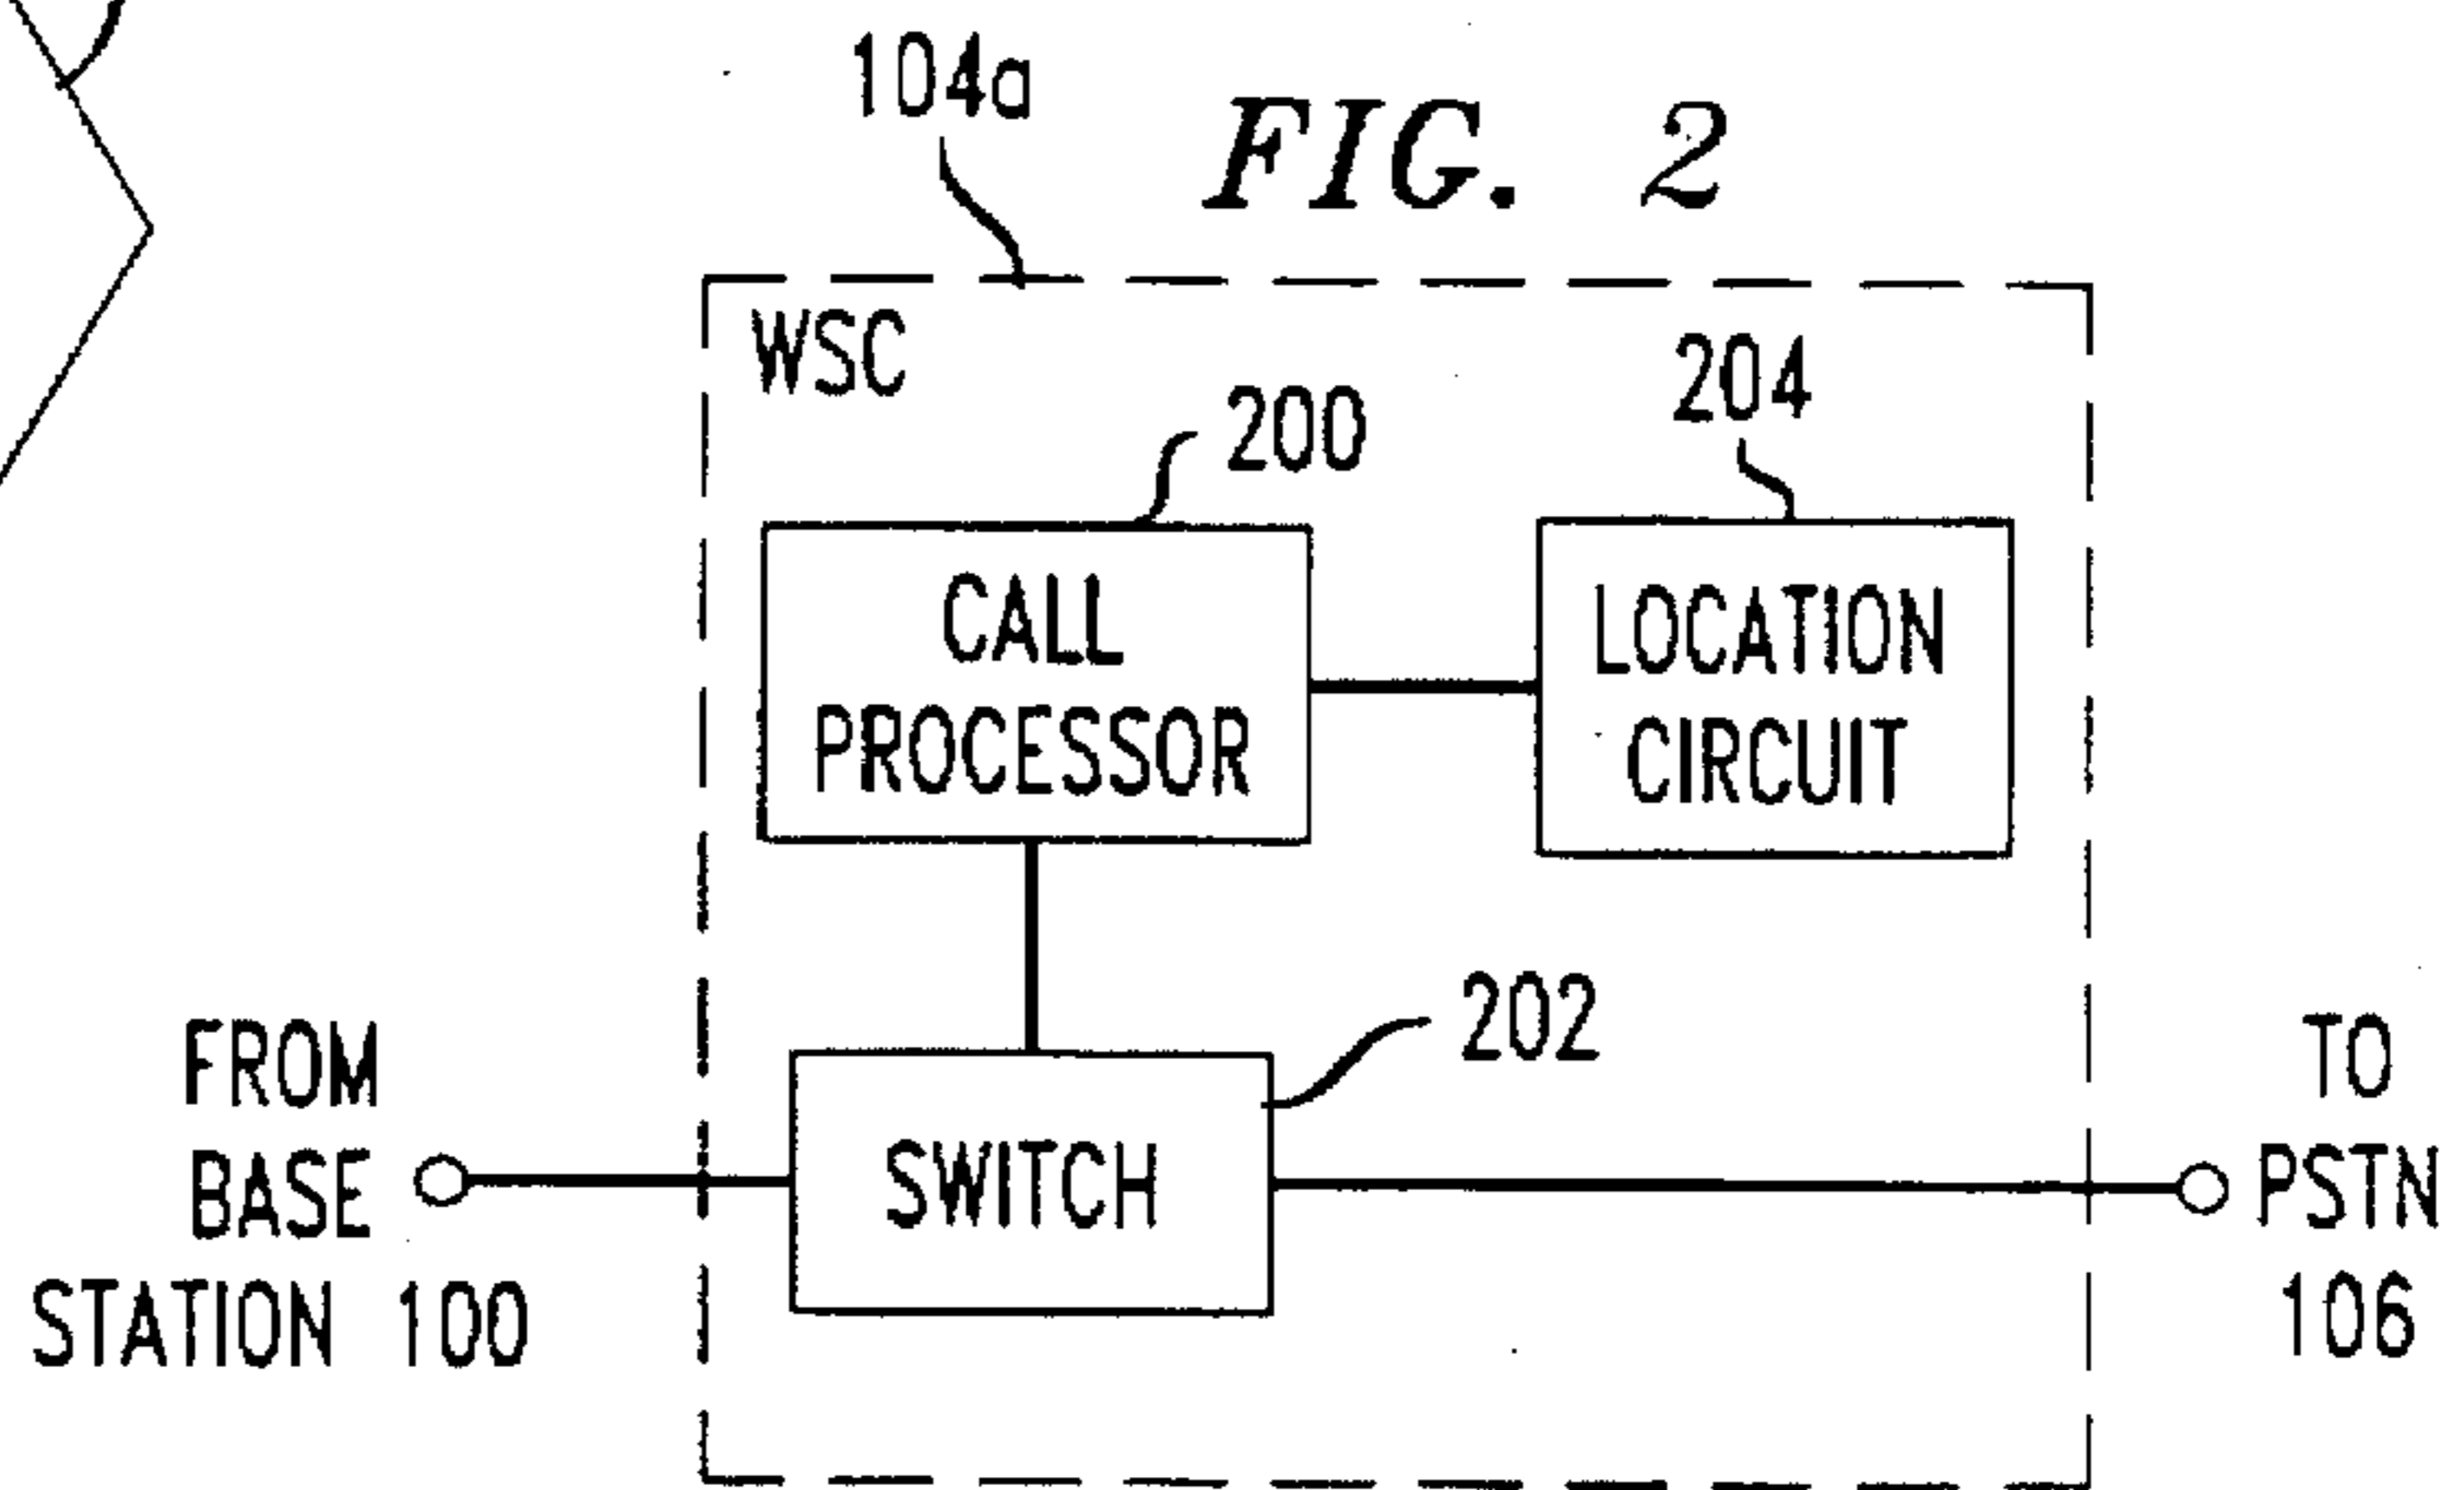 104a
FIG. 2
WSC
200
204
CALL
PROCESSOR
LOCATION
CIRCUIT
202
FROM
BASE
STATION 100
SWITCH
TO
PSTN
106